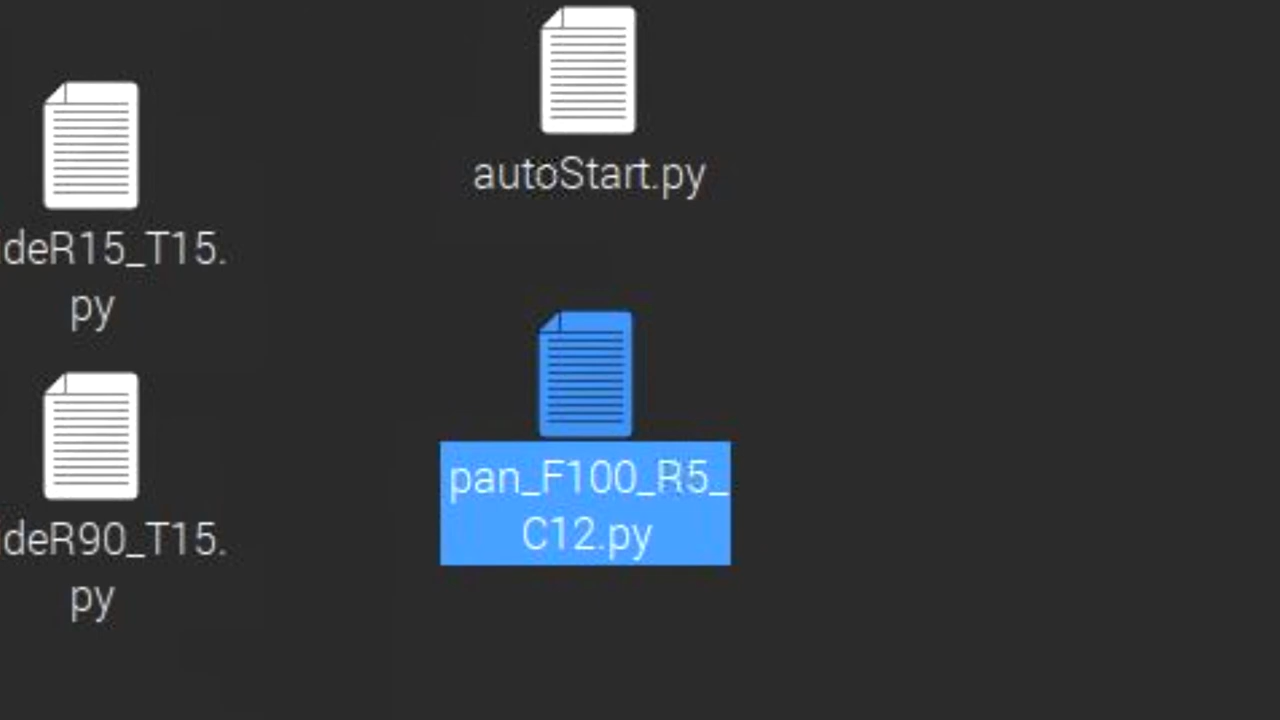 autoStart.py
deR15_T15.
py
pan_F100_R5_
C12.py
deR90_T15.
py